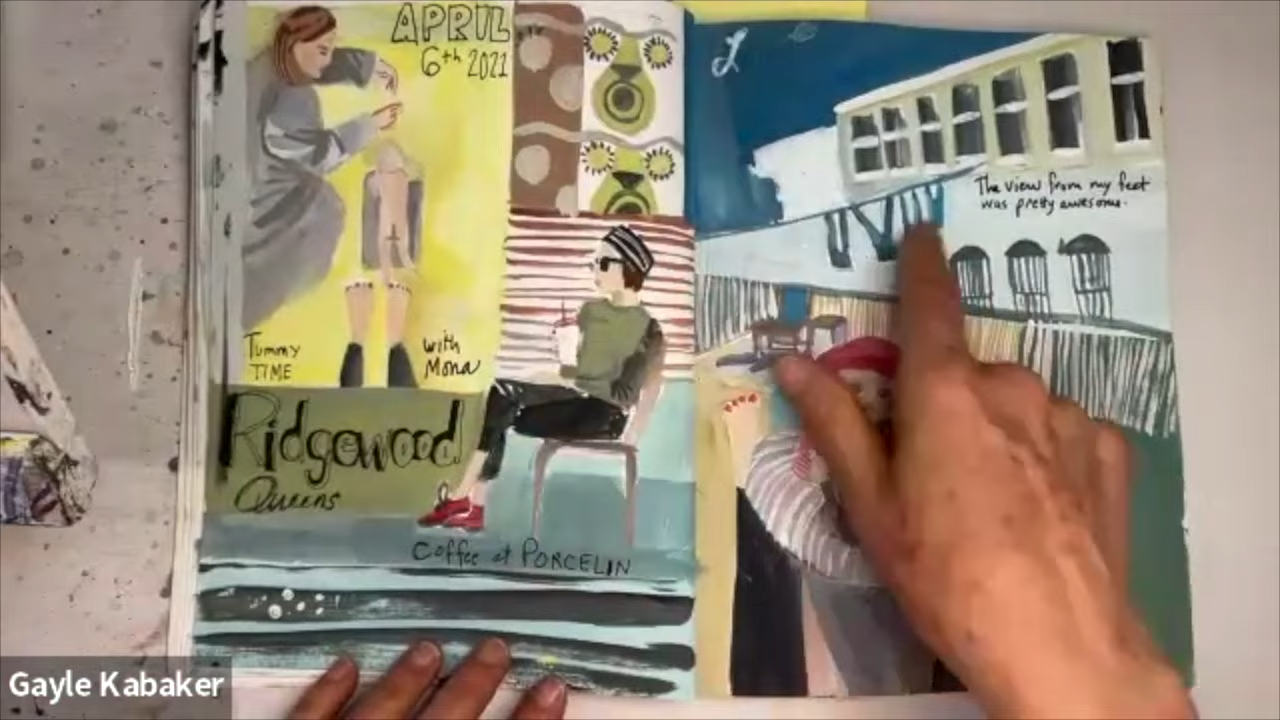 APRIL
6th 2021
Tummy
TIME
with
Mona
Ridgewood
Queens
Coffee at PORCELIN
The view from my feet
was pretty awesome.
Gayle Kabaker